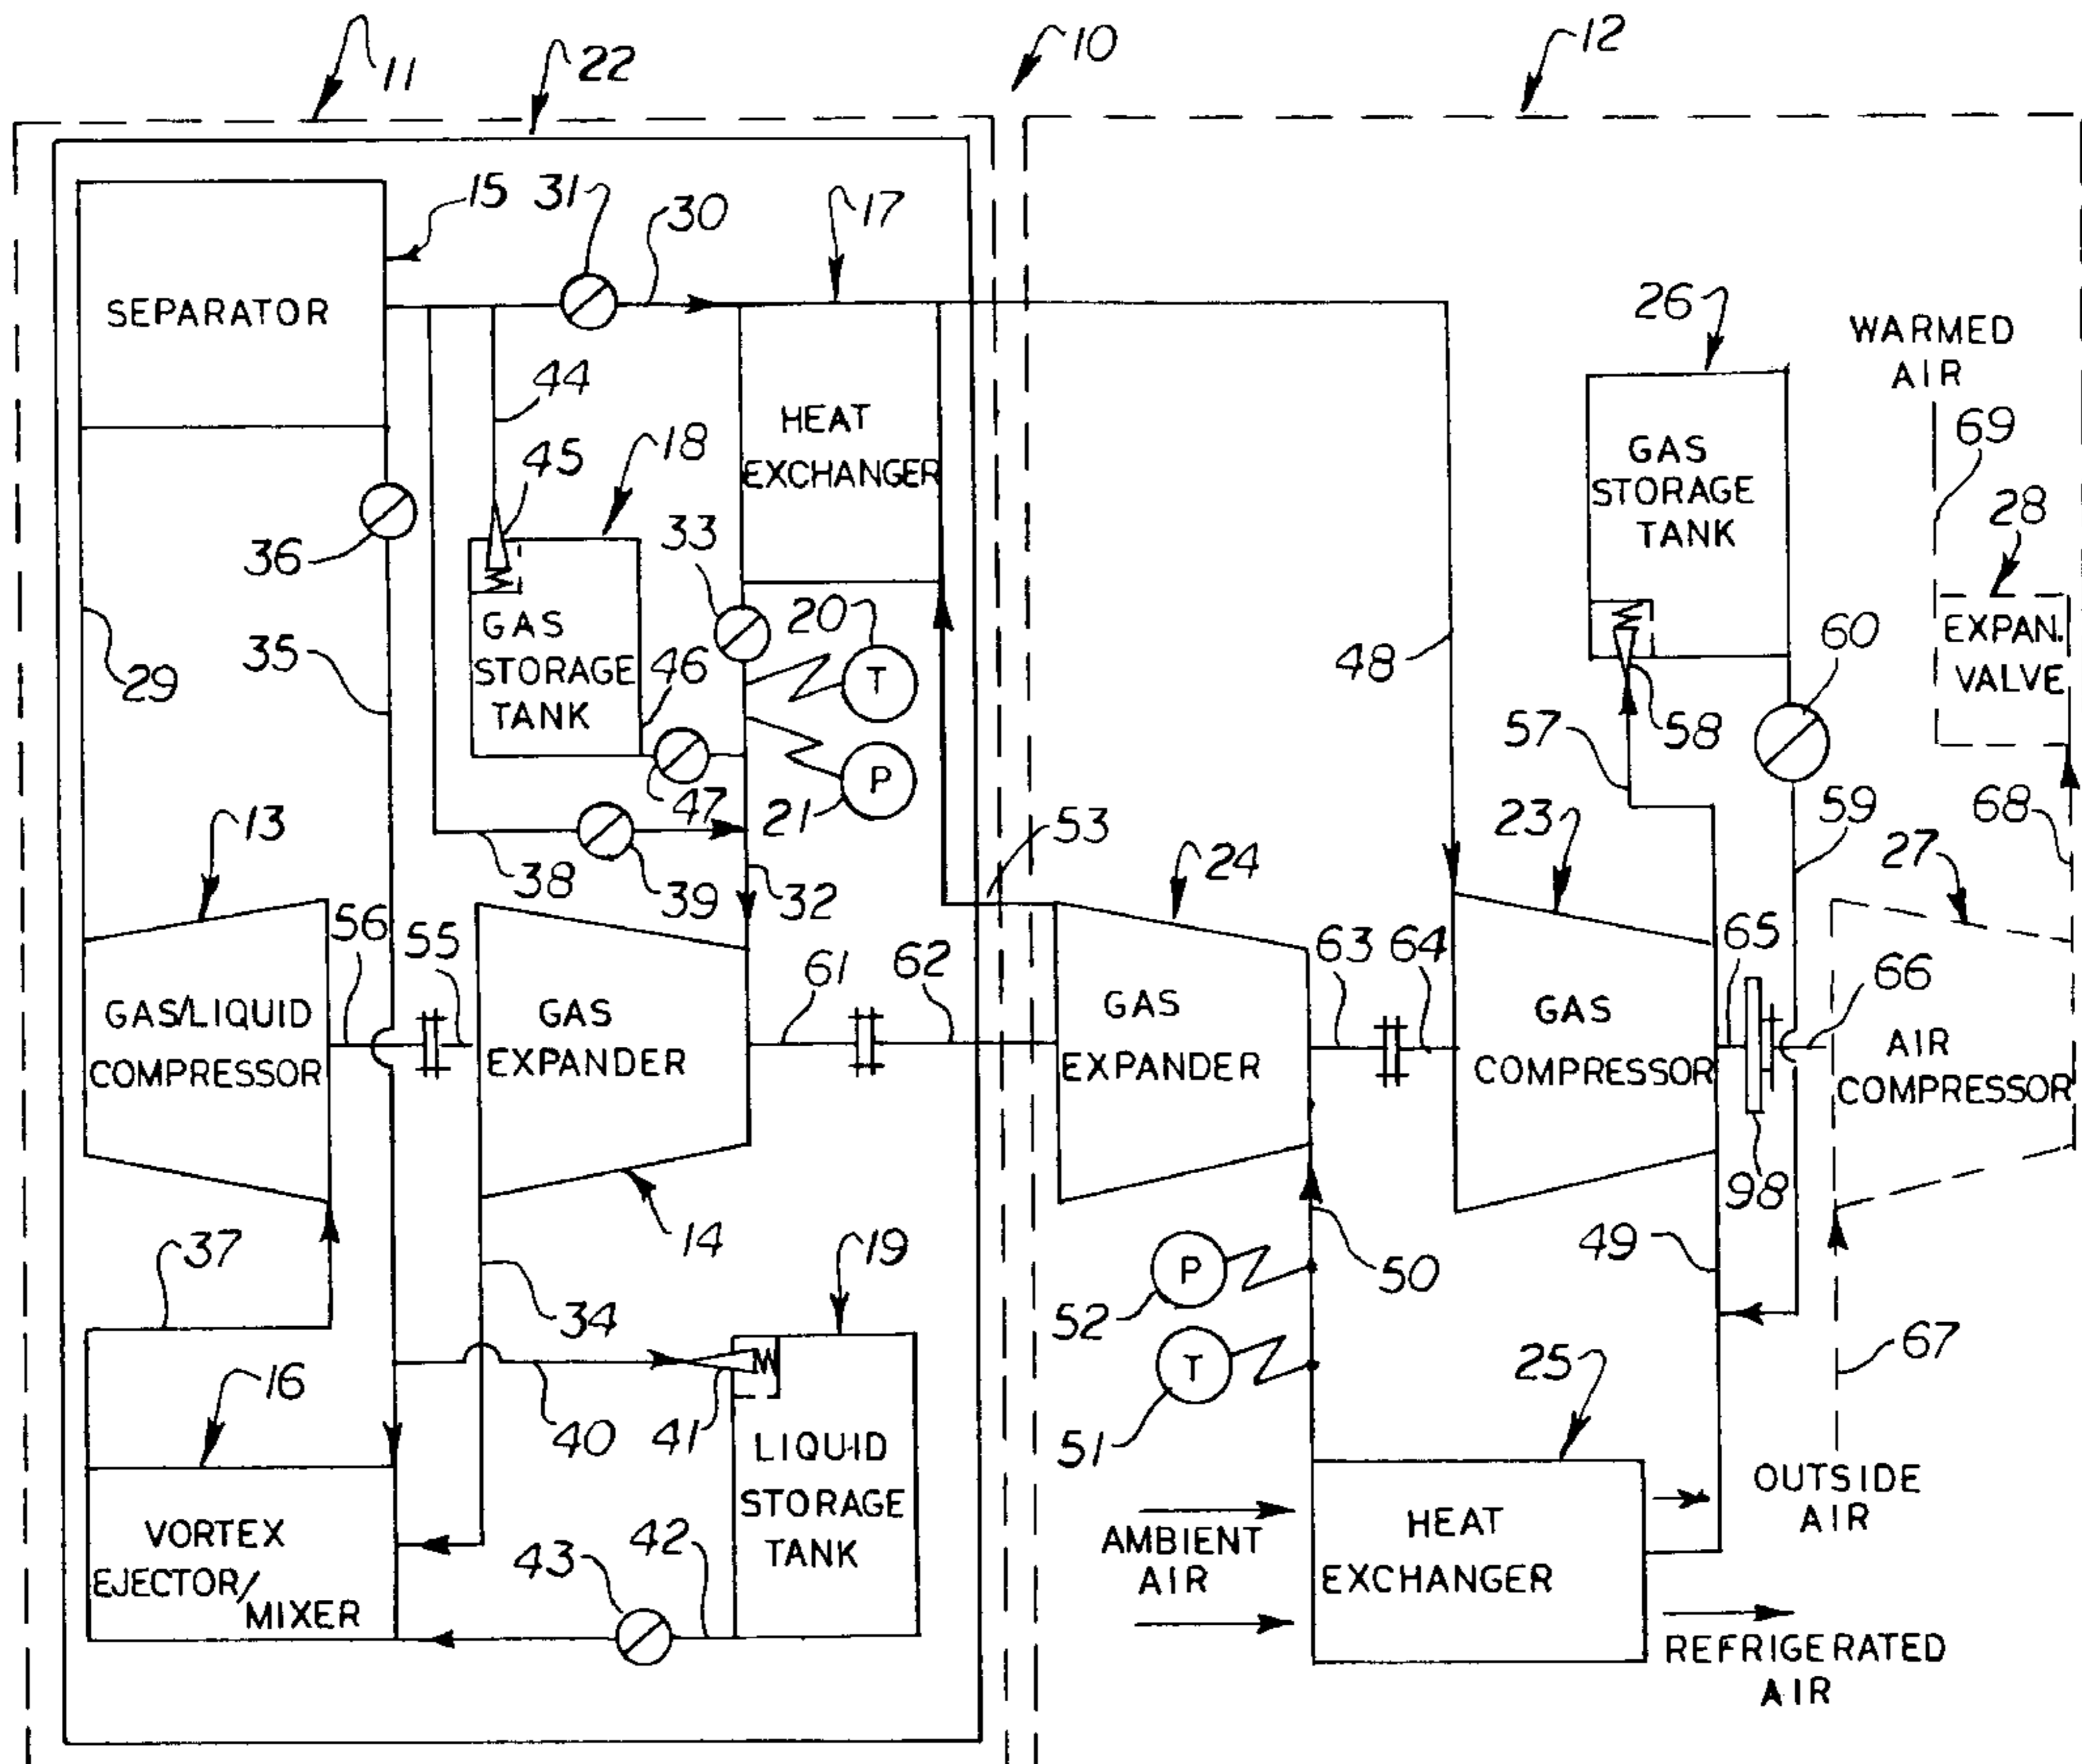 11
22
10
12
15
31
30
17
SEPARATOR
26
WARMED
AIR
44
HEAT
EXCHANGER
45
18
69
GAS
STORAGE
TANK
28
36
33
20
T
EXPAN.
VALVE
60
GAS
STORAGE
TANK
46
29
35
48
57
58
P
47
21
13
53
23
59
68
38
39
32
24
27
56
55
61
62
63
64
65
66
GAS/LIQUID
COMPRESSOR
GAS
EXPANDER
GAS
EXPANDER
GAS
COMPRESSOR
AIR
COMPRESSOR
98
37
34
14
19
P
52
50
49
T
51
25
67
16
40
41
LIQUID
STORAGE
TANK
OUTSIDE
AIR
VORTEX
EJECTOR/
MIXER
43
42
AMBIENT
AIR
HEAT
EXCHANGER
REFRIGERATED
AIR